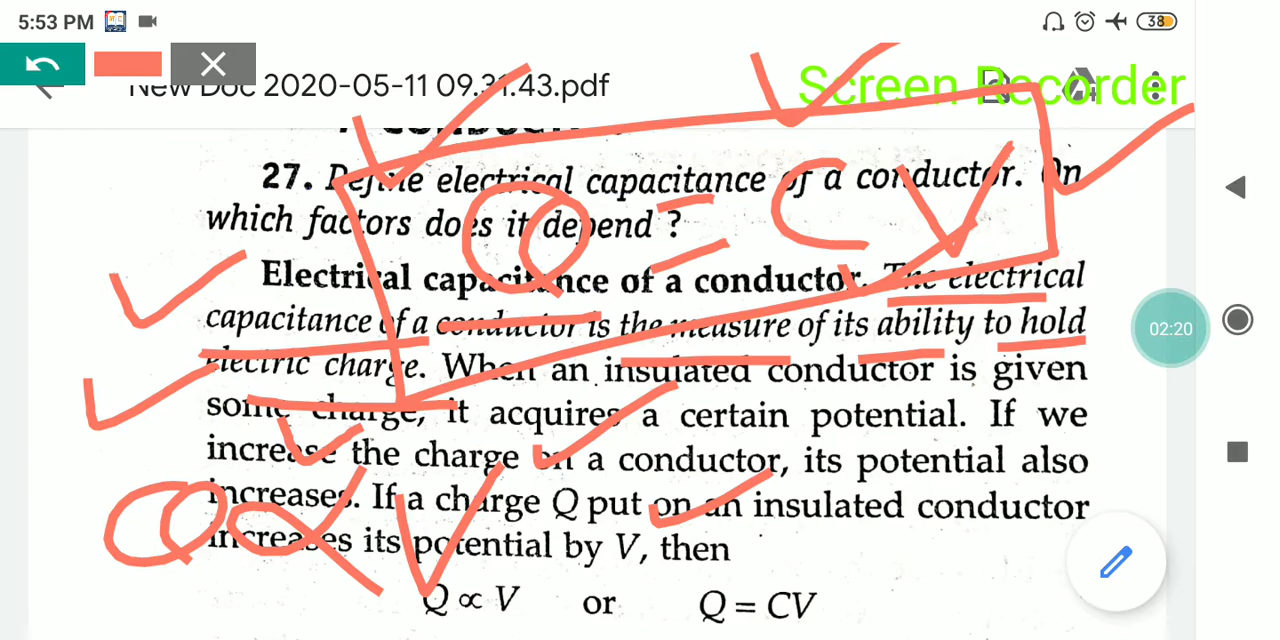 5:53 PM
38
New Doc 2020-05-11 09.31.43.pdf
Screen Recorder
27. Define electrical capacitance of a conductor. On
which factors does it depend ?
Q = CV
Electrical capacitance of a conductor. The electrical
capacitance of a conductor is the measure of its ability to hold
electric charge. When an insulated conductor is given
some charge, it acquires a certain potential. If we
increase the charge on a conductor, its potential also
increases. If a charge Q put on an insulated conductor
increases its potential by V, then
Q ∝ V
Q ∝ V or Q = CV
02:20